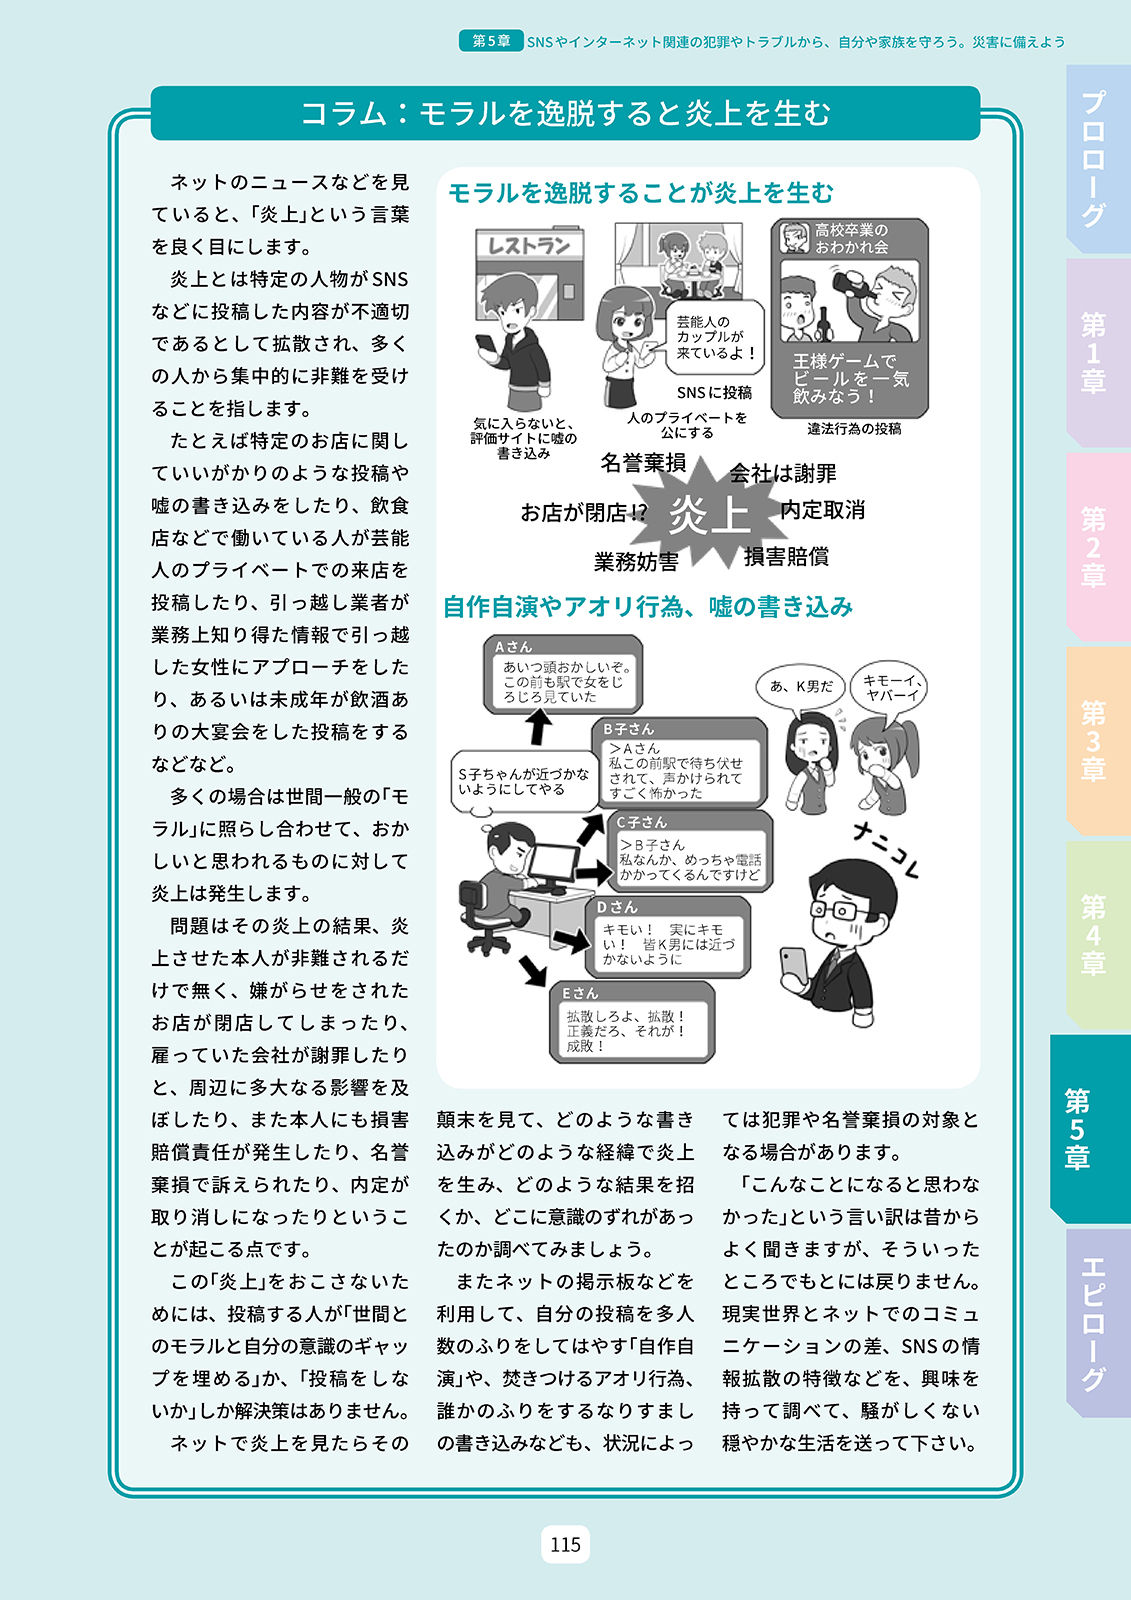 第5章 SNSやインターネット関連の犯罪やトラブルから、自分や家族を守ろう。災害に備えよう
コラム：モラルを逸脱すると炎上を生む
ネットのニュースなどを見
ていると、「炎上」という言葉
を良く目にします。
炎上とは特定の人物がSNS
などに投稿した内容が不適切
であるとして拡散され、多く
の人から集中的に非難を受け
ることを指します。
たとえば特定のお店に関し
ていいがかりのような投稿や
嘘の書き込みをしたり、飲食
店などで働いている人が芸能
人のプライベートでの来店を
投稿したり、引っ越し業者が
業務上知り得た情報で引っ越
した女性にアプローチをした
り、あるいは未成年が飲酒あ
りの大宴会をした投稿をする
などなど。
多くの場合は世間一般の「モ
ラル」に照らし合わせて、おか
しいと思われるものに対して
炎上は発生します。
問題はその炎上の結果、炎
上させた本人が非難されるだ
けで無く、嫌がらせをされた
お店が閉店してしまったり、
雇っていた会社が謝罪したり
と、周辺に多大なる影響を及
ぼしたり、また本人にも損害
賠償責任が発生したり、名誉
棄損で訴えられたり、内定が
取り消しになったりというこ
とが起こる点です。
この「炎上」をおこさないた
めには、投稿する人が「世間と
のモラルと自分の意識のギャッ
プを埋める」か、「投稿をしな
いか」しか解決策はありません。
ネットで炎上を見たらその
モラルを逸脱することが炎上を生む
レストラン
気に入らないと、
評価サイトに嘘の
書き込み
芸能人の
カップルが
来ているよ！
SNSに投稿
人のプライベートを
公にする
高校卒業の
おわかれ会
王様ゲームで
ビールを一気
飲みなう！
違法行為の投稿
名誉棄損
会社は謝罪
お店が閉店!?
炎上
内定取消
業務妨害
損害賠償
自作自演やアオリ行為、嘘の書き込み
Aさん
あいつ頭おかしいぞ。
この前も駅で女をじ
ろじろ見ていた
B子さん
＞Aさん
私この前駅で待ち伏せ
されて、声かけられて
すごく怖かった
S子ちゃんが近づかな
いようにしてやる
C子さん
＞B子さん
私なんか、めっちゃ電話
かかってくるんですけど
Dさん
キモい！　実にキモ
い！　皆K男には近づ
かないように
Eさん
拡散しろよ、拡散！
正義だろ、それが！
成敗！
あ、K男だ
キモーイ、
ヤバーイ
ナニコレ
顛末を見て、どのような書き
込みがどのような経緯で炎上
を生み、どのような結果を招
くか、どこに意識のずれがあっ
たのか調べてみましょう。
またネットの掲示板などを
利用して、自分の投稿を多人
数のふりをしてはやす「自作自
演」や、焚きつけるアオリ行為、
誰かのふりをするなりすまし
の書き込みなども、状況によっ
ては犯罪や名誉棄損の対象と
なる場合があります。
「こんなことになると思わな
かった」という言い訳は昔から
よく聞きますが、そういった
ところでもとには戻りません。
現実世界とネットでのコミュ
ニケーションの差、SNSの情
報拡散の特徴などを、興味を
持って調べて、騒がしくない
穏やかな生活を送って下さい。
プロローグ
第1章
第2章
第3章
第4章
第5章
エピローグ
115